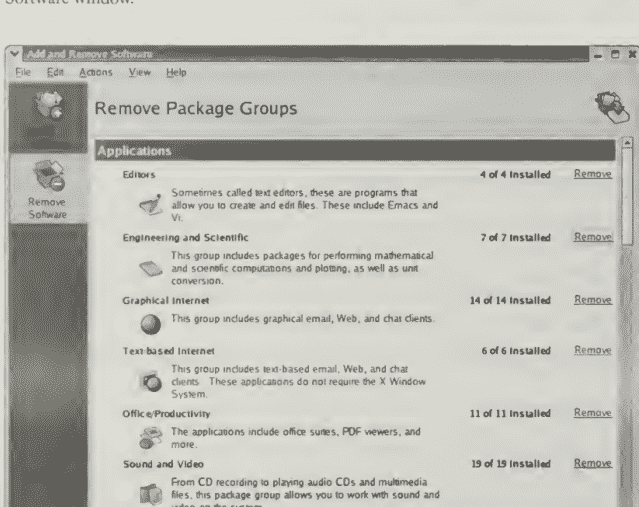 Software window.
Add and Remove Software
File Edit Actions View Help
Remove Package Groups
Remove
Software
Applications
Editors 4 of 4 Installed Remove
Sometimes called text editors, these are programs that
allow you to create and edit files. These include Emacs and
Vi.
Engineering and Scientific 7 of 7 Installed Remove
This group includes packages for performing mathematical
and scientific computations and plotting, as well as unit
conversion.
Graphical Internet 14 of 14 Installed Remove
This group includes graphical email, Web, and chat clients.
Text-based Internet 6 of 6 Installed Remove
This group includes text-based email, Web, and chat
clients. These applications do not require the X Window
System.
Office/Productivity 11 of 11 Installed Remove
The applications include office suites, PDF viewers, and
more.
Sound and Video 19 of 19 Installed Remove
From CD recording to playing audio CDs and multimedia
files, this package group allows you to work with sound and
video on the system.